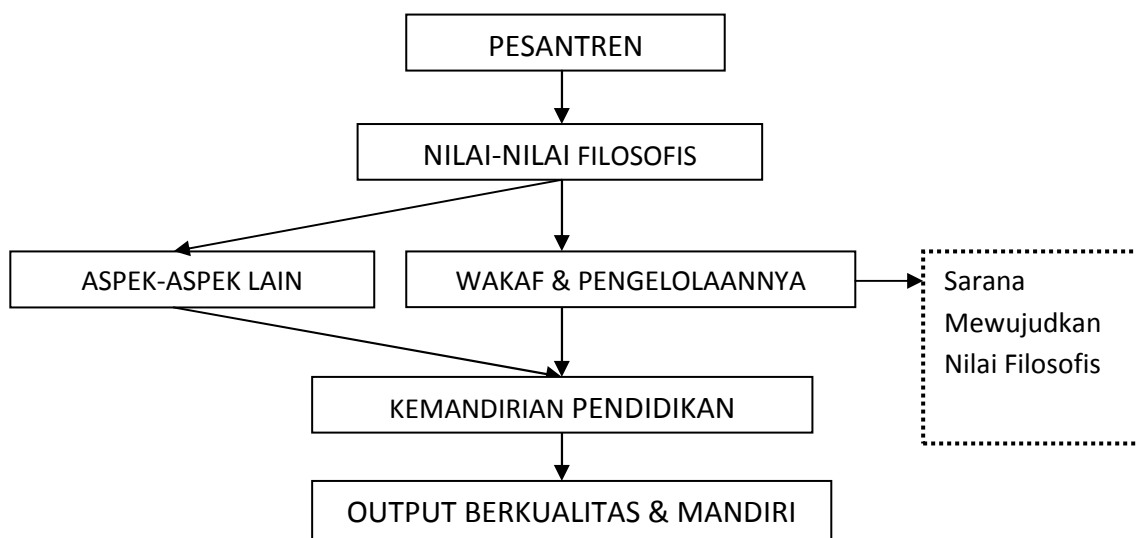 PESANTREN
NILAI-NILAI FILOSOFIS
ASPEK-ASPEK LAIN
WAKAF & PENGELOLAANNYA
Sarana
Mewujudkan
Nilai Filosofis
KEMANDIRIAN PENDIDIKAN
OUTPUT BERKUALITAS & MANDIRI